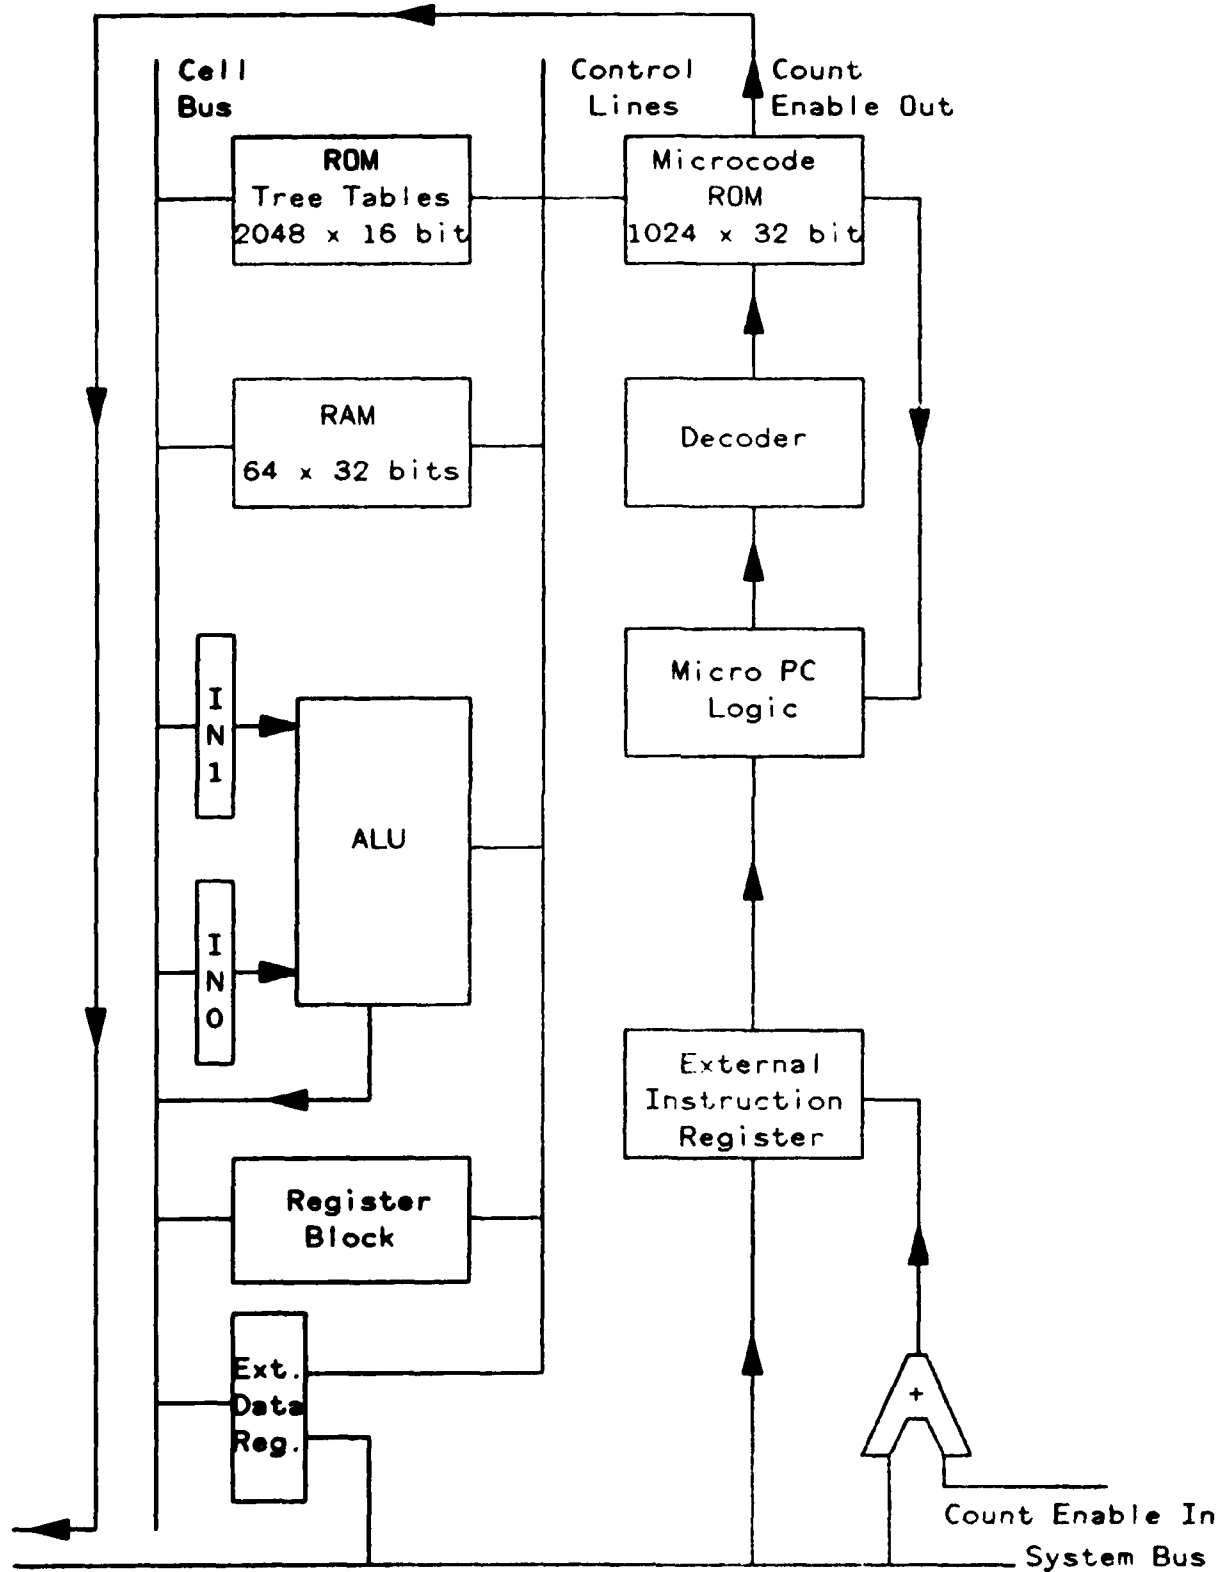 Cell
Bus
Control
Lines
Count
Enable Out
ROM
Tree Tables
2048 x 16 bit
Microcode
ROM
1024 x 32 bit
RAM
64 x 32 bits
Decoder
IN1
ALU
Micro PC
Logic
IN0
External
Instruction
Register
Register
Block
Ext.
Data
Reg.
+
Count Enable In
System Bus